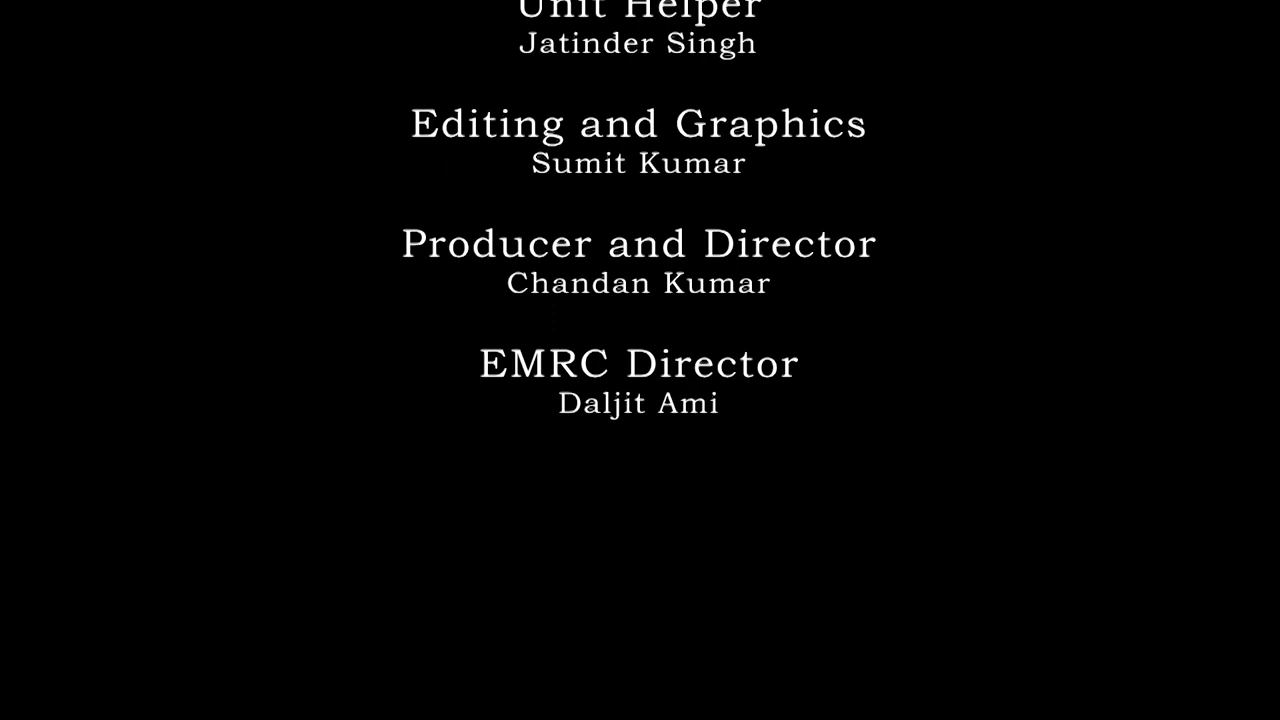 Unit Helper
Jatinder Singh
Editing and Graphics
Sumit Kumar
Producer and Director
Chandan Kumar
EMRC Director
Daljit Ami